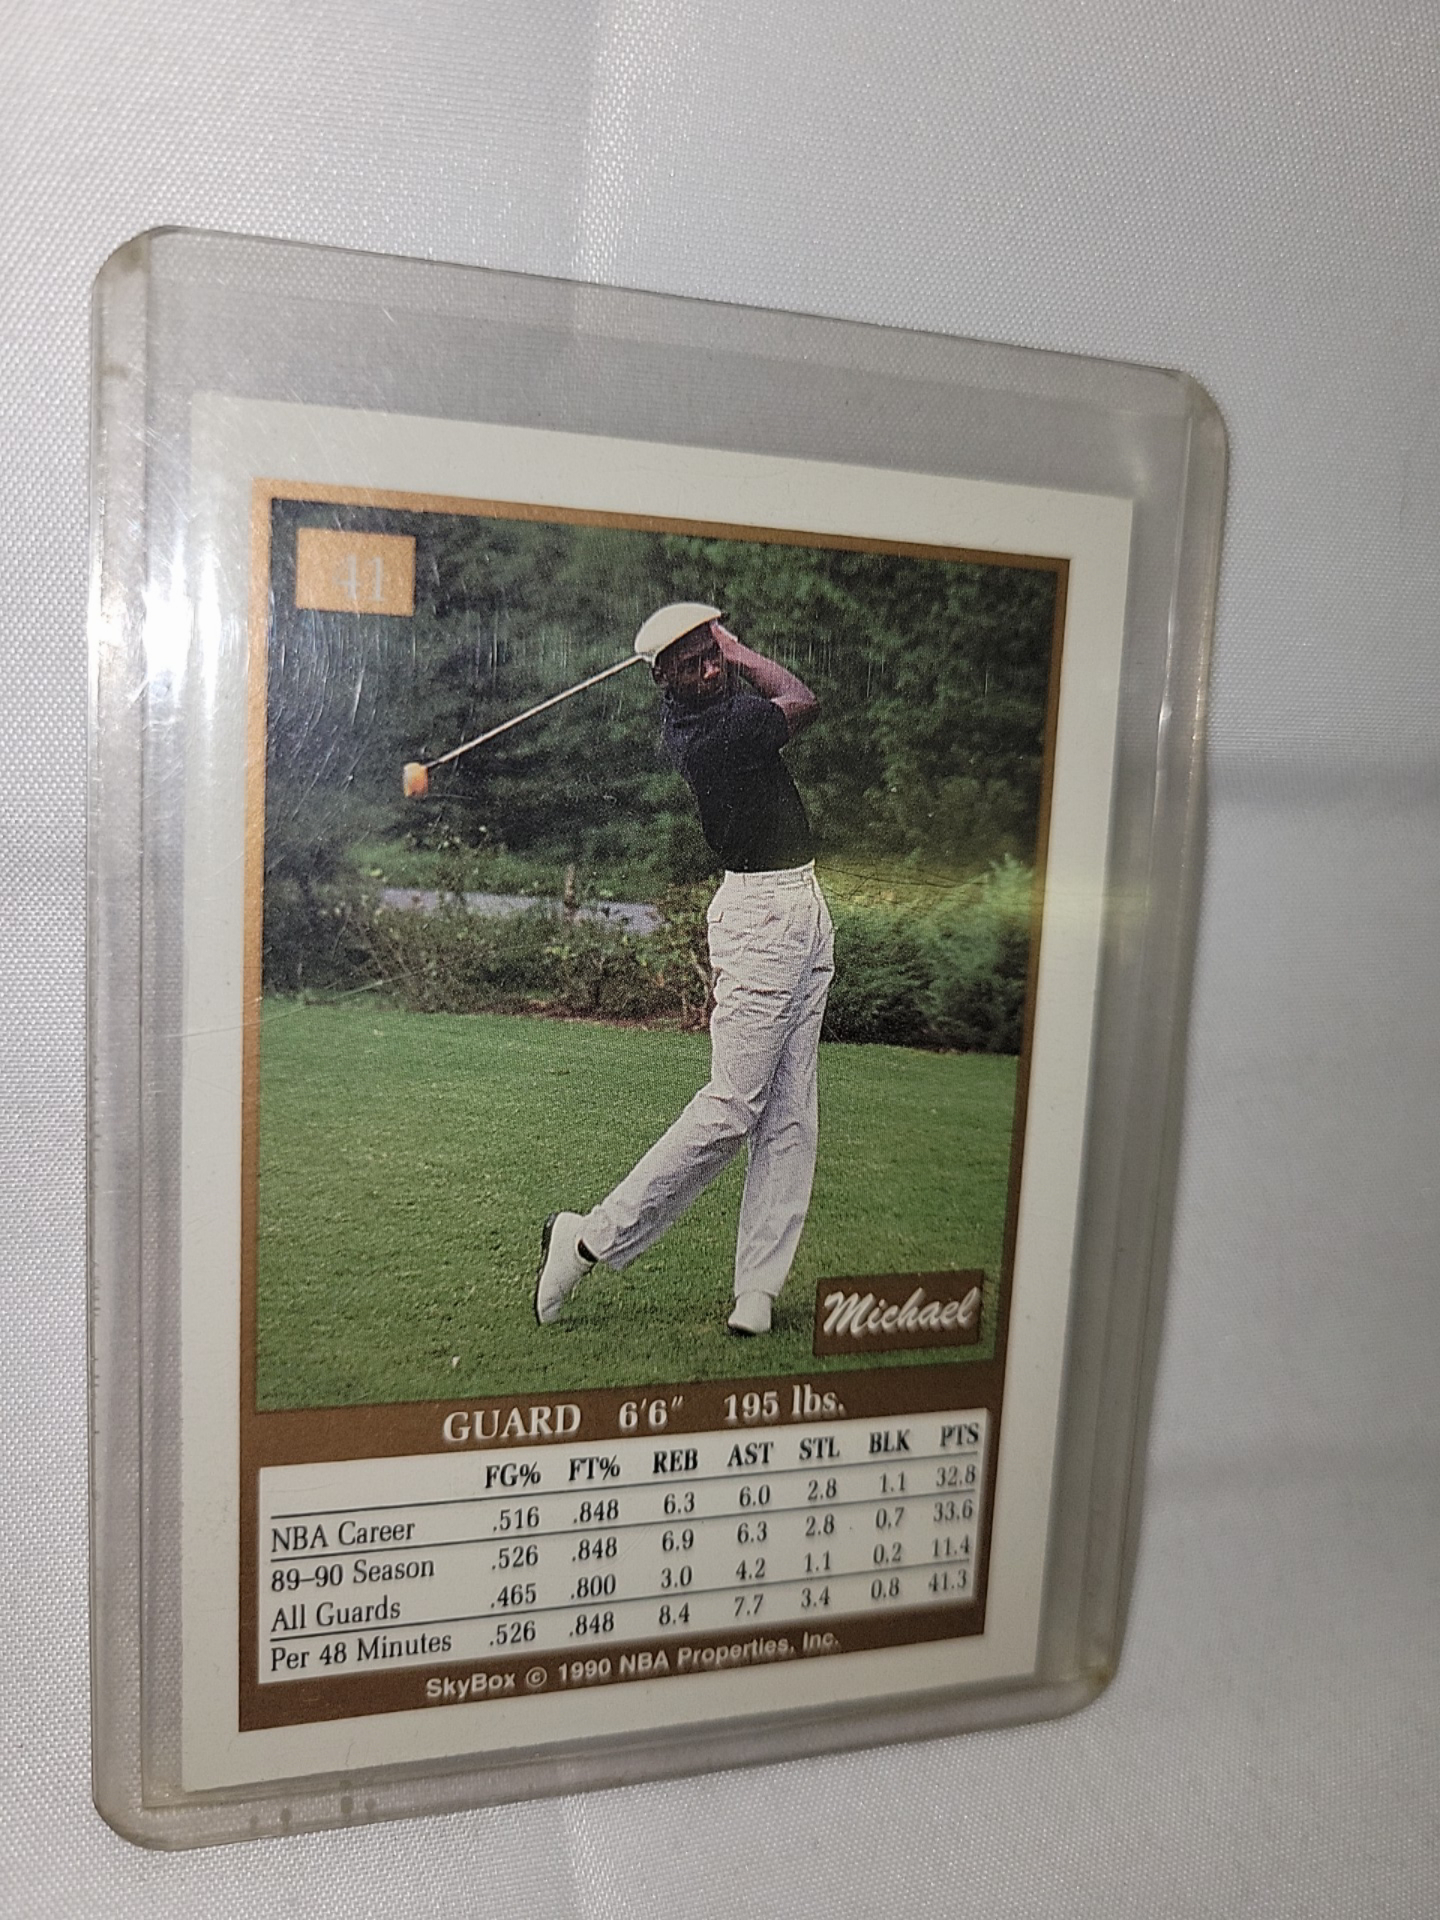 41
Michael
GUARD 6'6" 195 lbs.
FG% FT% REB AST STL BLK PTS
NBA Career .516 .848 6.3 6.0 2.8 1.1 32.8
89–90 Season .526 .848 6.9 6.3 2.8 0.7 33.6
All Guards .465 .800 3.0 4.2 1.1 0.2 11.4
Per 48 Minutes .526 .848 8.4 7.7 3.4 0.8 41.3
SkyBox © 1990 NBA Properties, Inc.